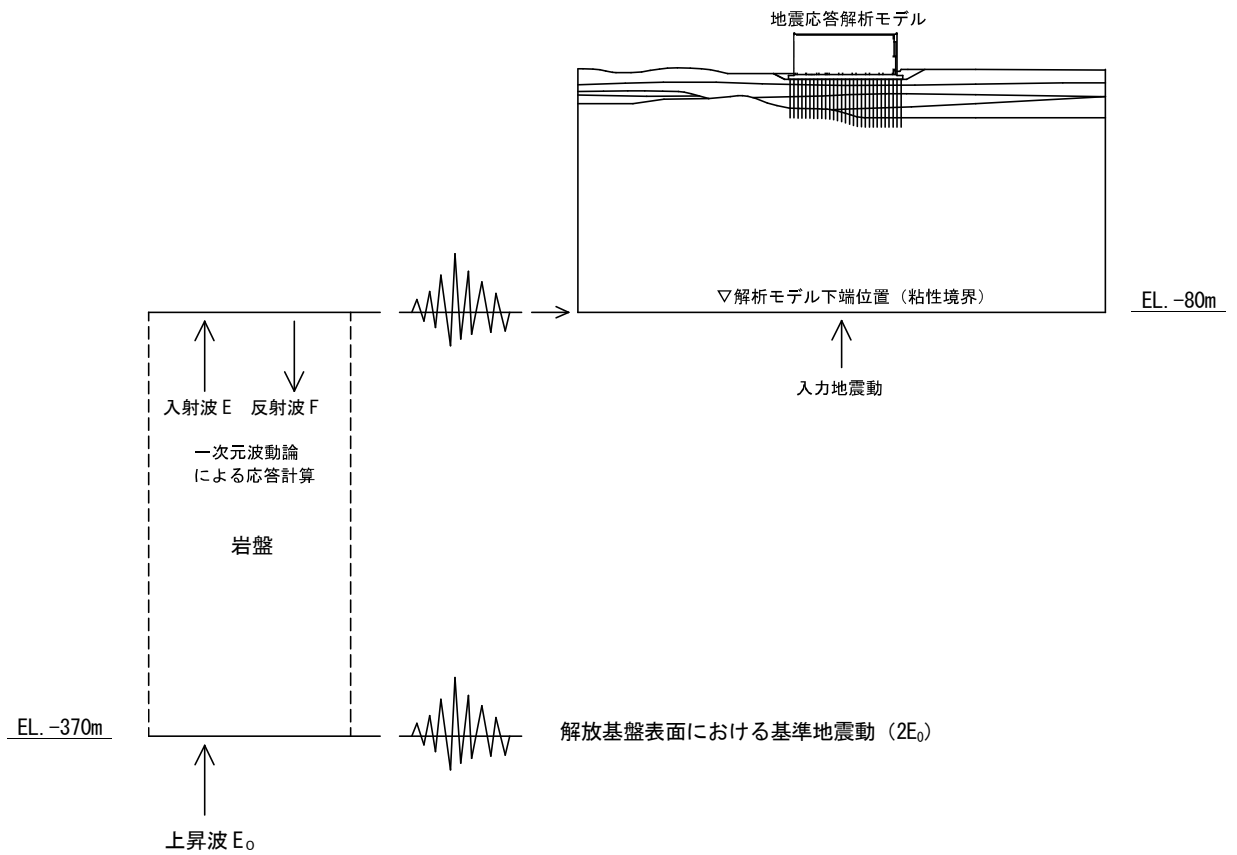 地震応答解析モデル
▽解析モデル下端位置（粘性境界）
EL.-80m
入力地震動
入射波E 反射波F
一次元波動論
による応答計算
岩盤
EL.-370m
解放基盤表面における基準地震動（2E₀）
上昇波E₀